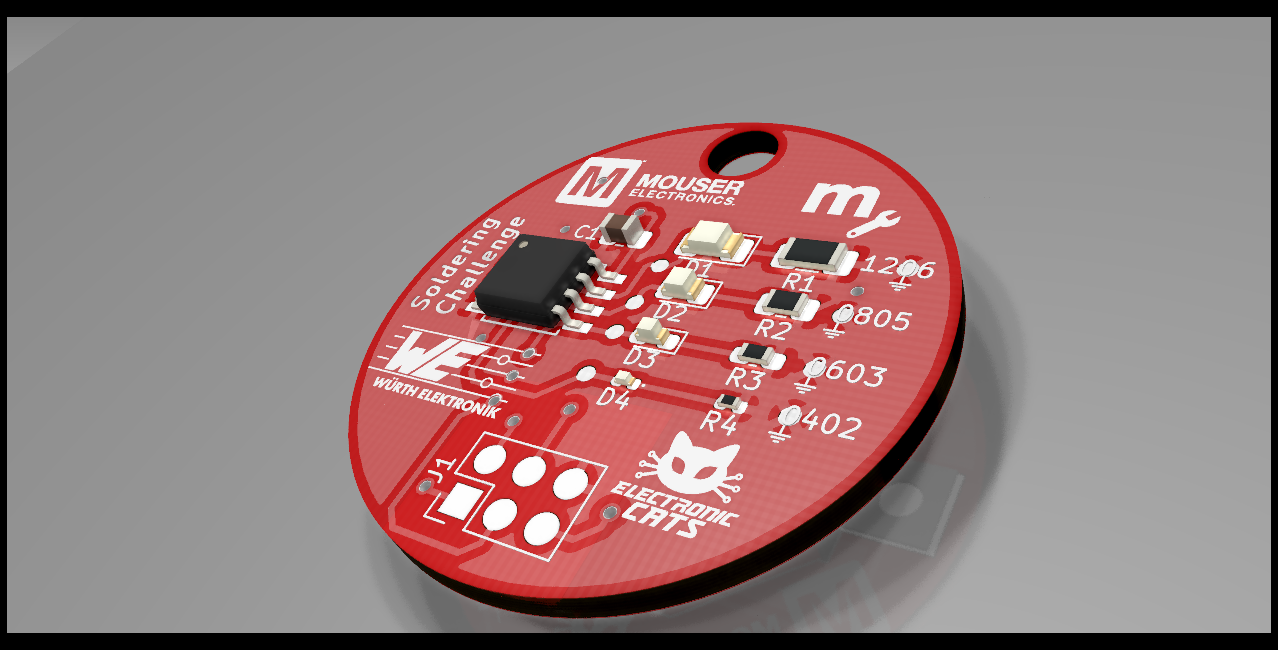 M
MOUSER
ELECTRONICS.
m
Soldering
Challenge
C1
D1
R1
1206
D2
R2
0805
D3
R3
0603
D4
R4
0402
WE
WÜRTH ELEKTRONIK
J1
ELECTRONIC
CATS